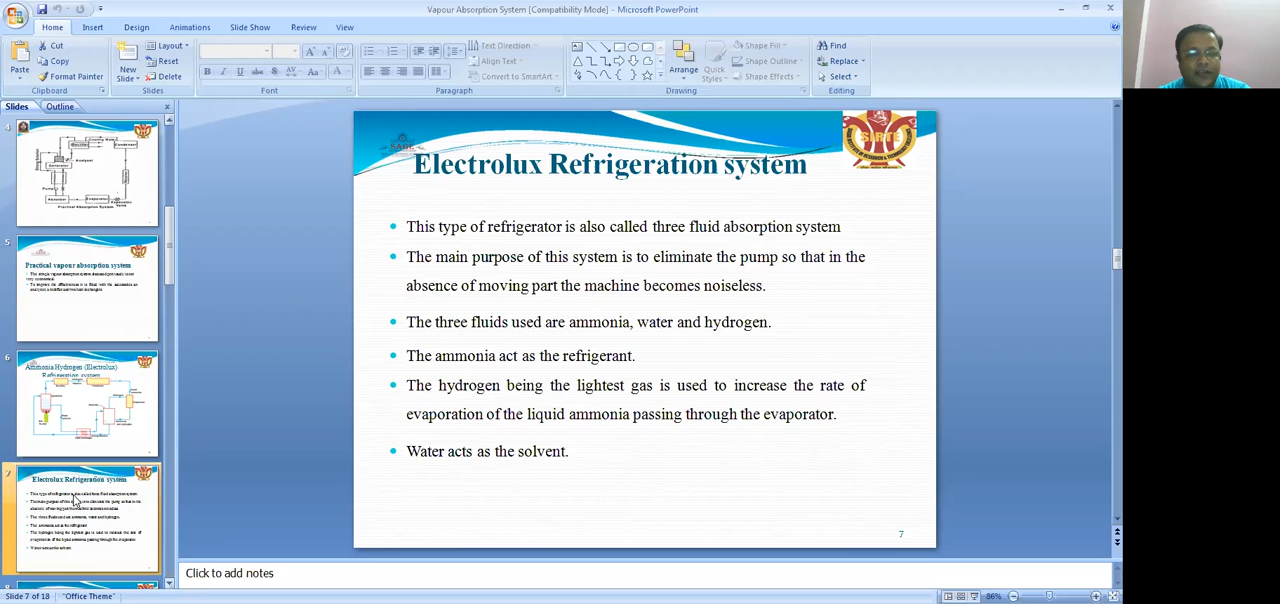 Vapour Absorption System [Compatibility Mode] - Microsoft PowerPoint
Home Insert Design Animations Slide Show Review View
Paste
Cut
Copy
Format Painter
Clipboard
New Slide
Layout
Reset
Delete
Slides
Font
Text Direction
Align Text
Convert to SmartArt
Paragraph
Arrange
Quick Styles
Shape Fill
Shape Outline
Shape Effects
Drawing
Find
Replace
Select
Editing
Slides Outline
4
5
Practical vapour absorption system
6
Ammonia Hydrogen (Electrolux)
Refrigeration system
7
Electrolux Refrigeration system
8
SAGE
SIRTE
Electrolux Refrigeration system
This type of refrigerator is also called three fluid absorption system
The main purpose of this system is to eliminate the pump so that in the
absence of moving part the machine becomes noiseless.
The three fluids used are ammonia, water and hydrogen.
The ammonia act as the refrigerant.
The hydrogen being the lightest gas is used to increase the rate of
evaporation of the liquid ammonia passing through the evaporator.
Water acts as the solvent.
7
Click to add notes
Slide 7 of 18 "Office Theme" 86%